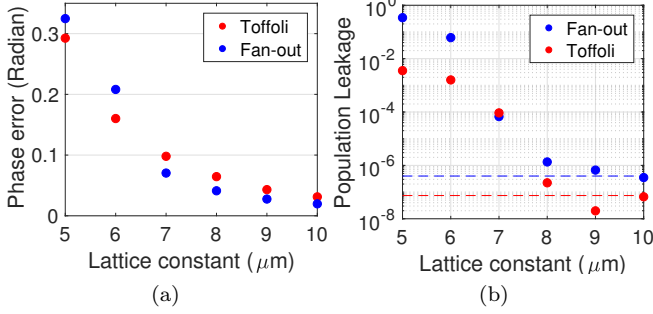 Phase error (Radian)
0.3
0.2
0.1
0
Toffoli
Fan-out
5 6 7 8 9 10
Lattice constant (μm)
(a)
Population Leakage
10^0
10^-2
10^-4
10^-6
10^-8
Fan-out
Toffoli
5 6 7 8 9 10
Lattice constant (μm)
(b)